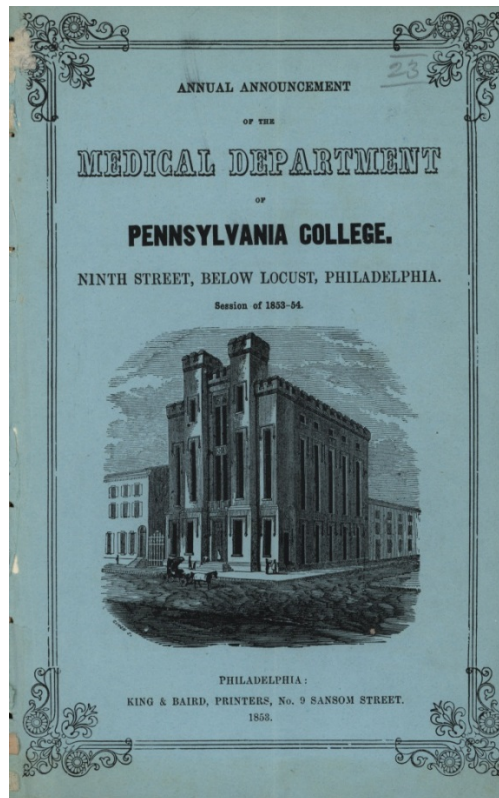 23
ANNUAL ANNOUNCEMENT
OF THE
MEDICAL DEPARTMENT
OF
PENNSYLVANIA COLLEGE.
NINTH STREET, BELOW LOCUST, PHILADELPHIA.
Session of 1853–54.
PHILADELPHIA:
KING & BAIRD, PRINTERS, No. 9 SANSOM STREET.
1853.